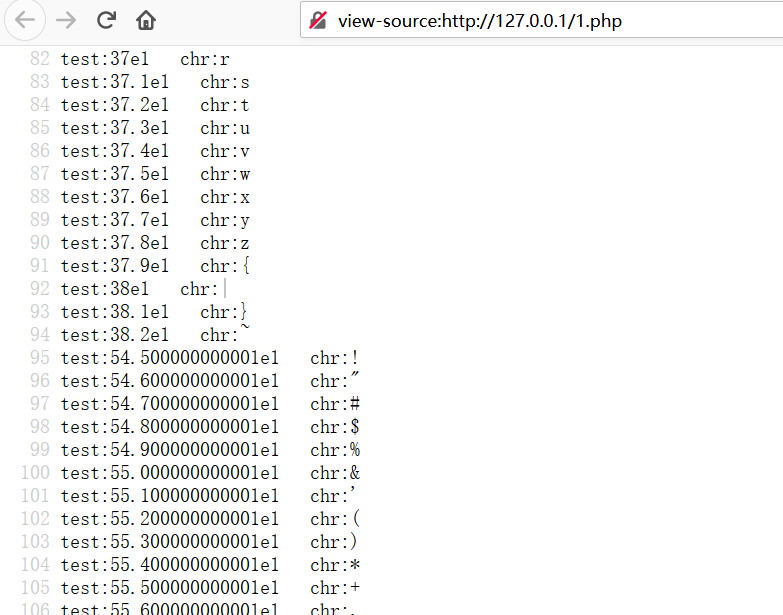 view-source:http://127.0.0.1/1.php
82 test:37e1 chr:r
83 test:37.1e1 chr:s
84 test:37.2e1 chr:t
85 test:37.3e1 chr:u
86 test:37.4e1 chr:v
87 test:37.5e1 chr:w
88 test:37.6e1 chr:x
89 test:37.7e1 chr:y
90 test:37.8e1 chr:z
91 test:37.9e1 chr:{
92 test:38e1 chr:|
93 test:38.1e1 chr:}
94 test:38.2e1 chr:~
95 test:54.500000000001e1 chr:!
96 test:54.600000000001e1 chr:"
97 test:54.700000000001e1 chr:#
98 test:54.800000000001e1 chr:$
99 test:54.900000000001e1 chr:%
100 test:55.000000000001e1 chr:&
101 test:55.100000000001e1 chr:'
102 test:55.200000000001e1 chr:(
103 test:55.300000000001e1 chr:)
104 test:55.400000000001e1 chr:*
105 test:55.500000000001e1 chr:+
106 test:55.600000000001e1 chr:,